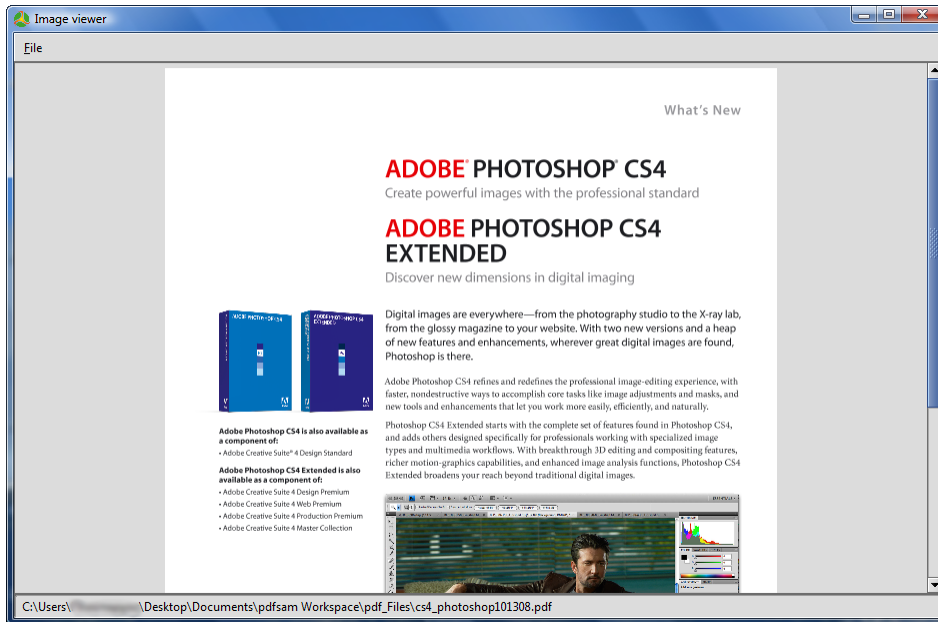 Image viewer
File
What's New
ADOBE® PHOTOSHOP® CS4
Create powerful images with the professional standard
ADOBE PHOTOSHOP CS4
EXTENDED
Discover new dimensions in digital imaging
Digital images are everywhere—from the photography studio to the X-ray lab,
from the glossy magazine to your website. With two new versions and a heap
of new features and enhancements, wherever great digital images are found,
Photoshop is there.
Adobe Photoshop CS4 refines and redefines the professional image-editing experience, with
faster, nondestructive ways to accomplish core tasks like image adjustments and masks, and
new tools and enhancements that let you work more easily, efficiently, and naturally.
Photoshop CS4 Extended starts with the complete set of features found in Photoshop CS4,
and adds others designed specifically for professionals working with specialized image
types and multimedia workflows. With breakthrough 3D editing and compositing features,
richer motion-graphics capabilities, and enhanced image analysis functions, Photoshop CS4
Extended broadens your reach beyond traditional digital images.
ADOBE PHOTOSHOP CS4
ADOBE PHOTOSHOP CS4
EXTENDED
Adobe Photoshop CS4 is also available as
a component of:
• Adobe Creative Suite® 4 Design Standard
Adobe Photoshop CS4 Extended is also
available as a component of:
• Adobe Creative Suite 4 Design Premium
• Adobe Creative Suite 4 Web Premium
• Adobe Creative Suite 4 Production Premium
• Adobe Creative Suite 4 Master Collection
C:\Users\ \Desktop\Documents\pdfsam Workspace\pdf_Files\cs4_photoshop101308.pdf